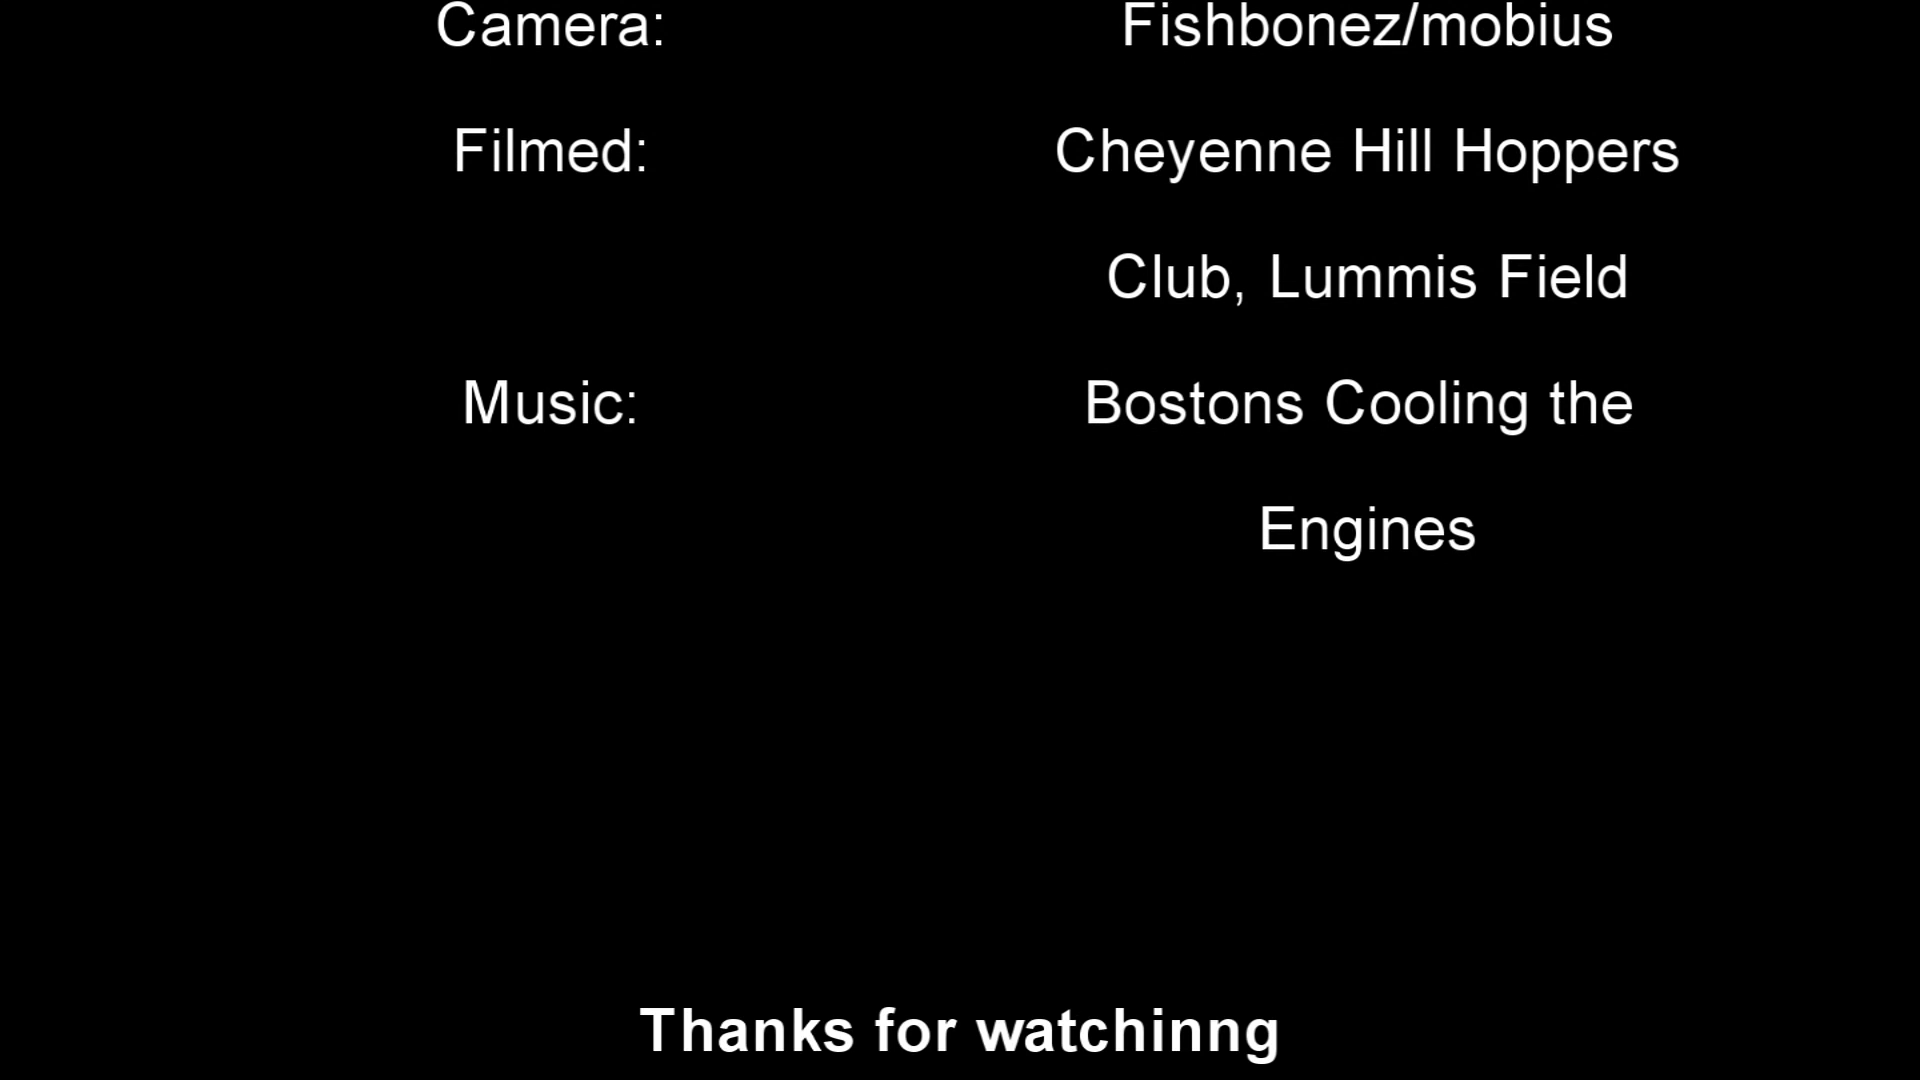 Camera: Fishbonez/mobius
Filmed: Cheyenne Hill Hoppers
Club, Lummis Field
Music: Bostons Cooling the
Engines
Thanks for watchinng